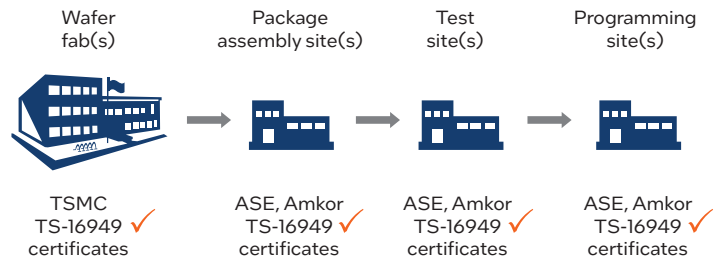 Wafer
fab(s)
Package
assembly site(s)
Test
site(s)
Programming
site(s)
TSMC
TS-16949
certificates
ASE, Amkor
TS-16949
certificates
ASE, Amkor
TS-16949
certificates
ASE, Amkor
TS-16949
certificates